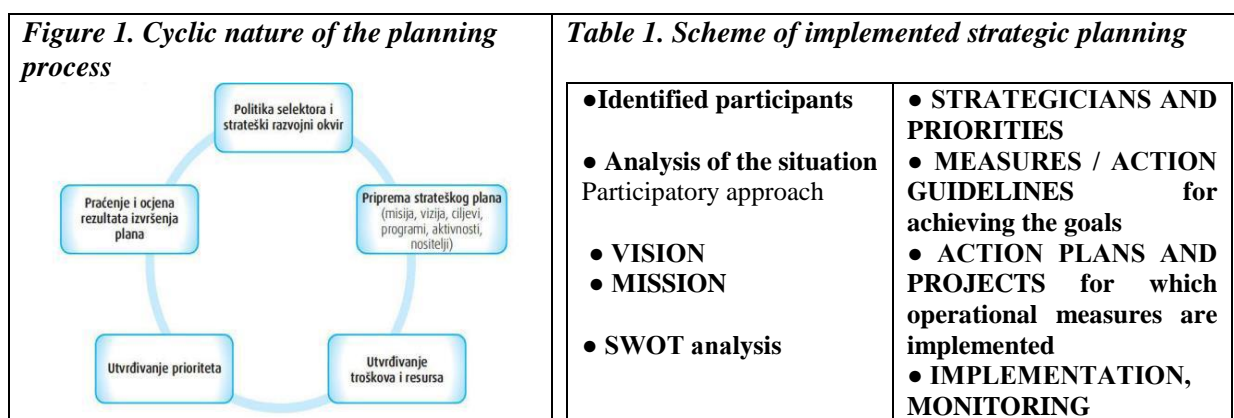 Figure 1. Cyclic nature of the planning
process
Politika selektora i
strateški razvojni okvir
Priprema strateškog plana
(misija, vizija, ciljevi,
programi, aktivnosti,
nositelji)
Utvrđivanje
troškova i resursa
Utvrđivanje prioriteta
Praćenje i ocjena
rezultata izvršenja
plana
Table 1. Scheme of implemented strategic planning
●Identified participants
● Analysis of the situation
Participatory approach
● VISION
● MISSION
● SWOT analysis
● STRATEGICIANS AND
PRIORITIES
● MEASURES / ACTION
GUIDELINES for
achieving the goals
● ACTION PLANS AND
PROJECTS for which
operational measures are
implemented
● IMPLEMENTATION,
MONITORING